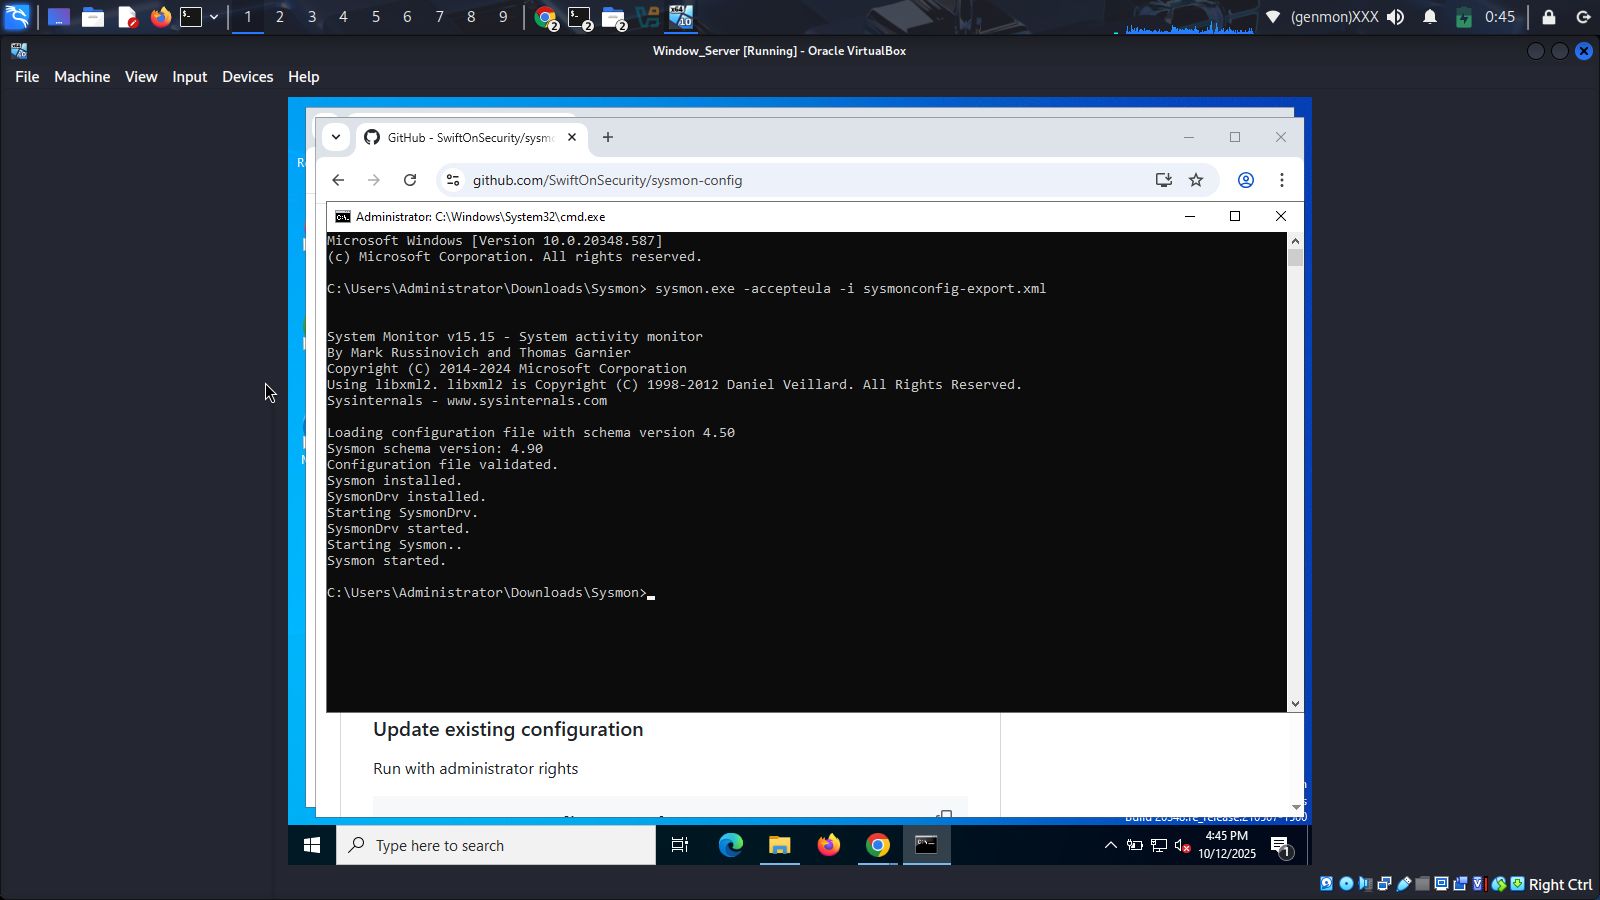 1 2 3 4 5 6 7 8 9
2
2
2
(genmon)XXX
0:45
Window_Server [Running] - Oracle VirtualBox
File Machine View Input Devices Help
GitHub - SwiftOnSecurity/sysm
github.com/SwiftOnSecurity/sysmon-config
Administrator: C:\Windows\System32\cmd.exe
Microsoft Windows [Version 10.0.20348.587]
(c) Microsoft Corporation. All rights reserved.
C:\Users\Administrator\Downloads\Sysmon> sysmon.exe -accepteula -i sysmonconfig-export.xml
System Monitor v15.15 - System activity monitor
By Mark Russinovich and Thomas Garnier
Copyright (C) 2014-2024 Microsoft Corporation
Using libxml2. libxml2 is Copyright (C) 1998-2012 Daniel Veillard. All Rights Reserved.
Sysinternals - www.sysinternals.com
Loading configuration file with schema version 4.50
Sysmon schema version: 4.90
Configuration file validated.
Sysmon installed.
SysmonDrv installed.
Starting SysmonDrv.
SysmonDrv started.
Starting Sysmon..
Sysmon started.
C:\Users\Administrator\Downloads\Sysmon>
Update existing configuration
Run with administrator rights
Type here to search
4:45 PM
10/12/2025
1
Right Ctrl